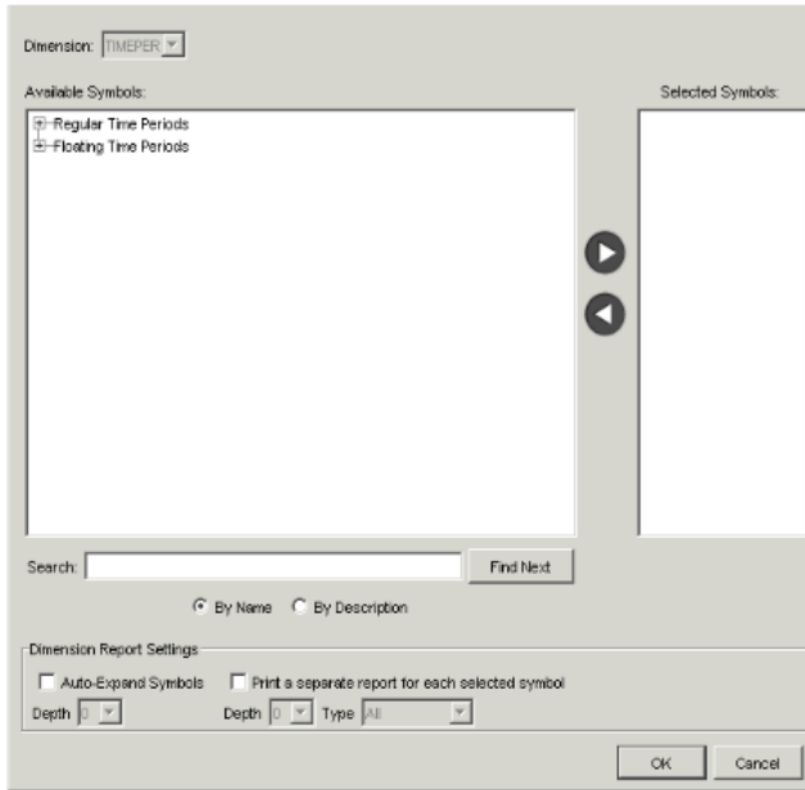 Dimension: TIMEPER
Available Symbols:
Selected Symbols:
Regular Time Periods
Floating Time Periods
Search:
Find Next
By Name
By Description
Dimension Report Settings
Auto-Expand Symbols
Print a separate report for each selected symbol
Depth 0
Depth 0 Type All
OK
Cancel